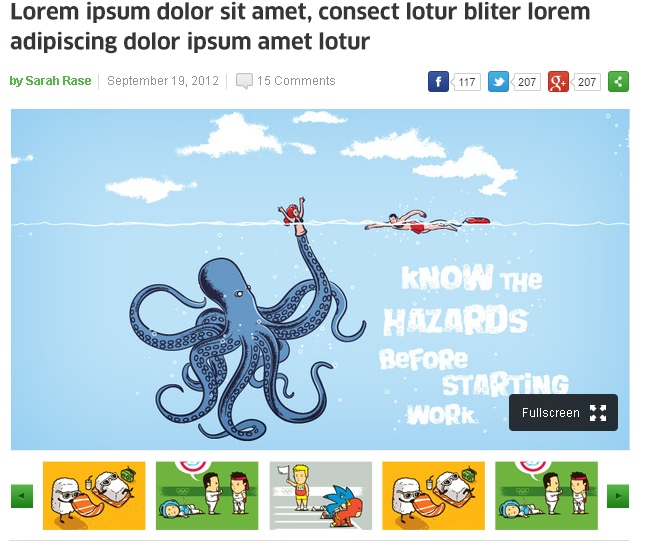 Lorem ipsum dolor sit amet, consect lotur bliter lorem
adipiscing dolor ipsum amet lotur
by Sarah Rase September 19, 2012 15 Comments
f 117 207 g+ 207
KNOW THE
HAZARDS
BEFORE
STARTING
WORK.
Fullscreen